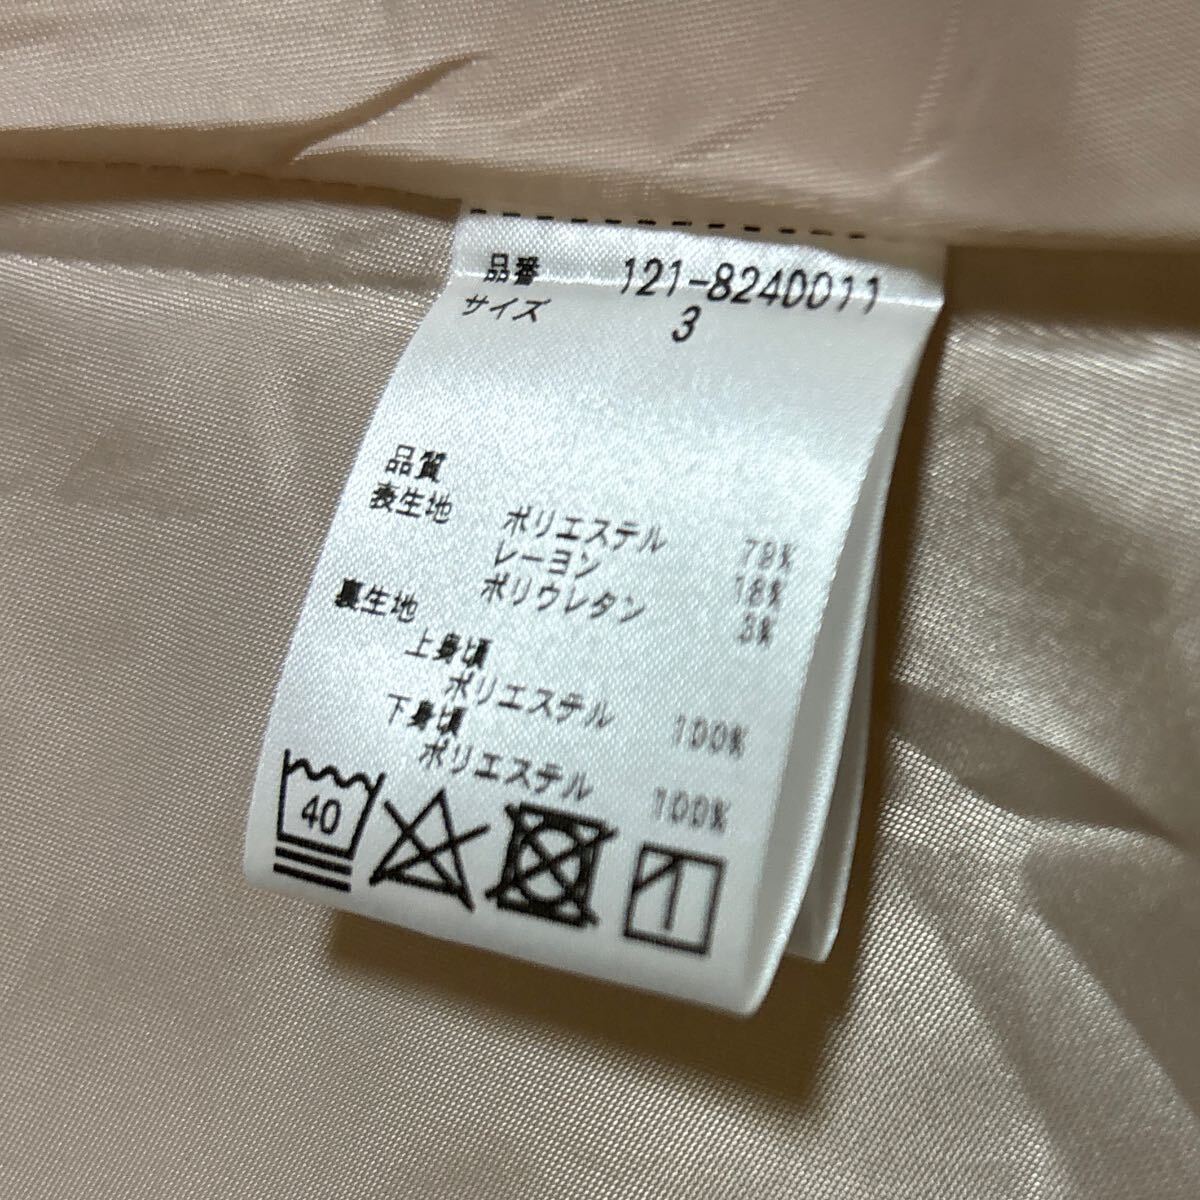 品番 121-8240011
サイズ 3
品質
表生地 ポリエステル 79%
レーヨン 18%
ポリウレタン 3%
裏生地
上身頃
ポリエステル 100%
下身頃
ポリエステル 100%
40